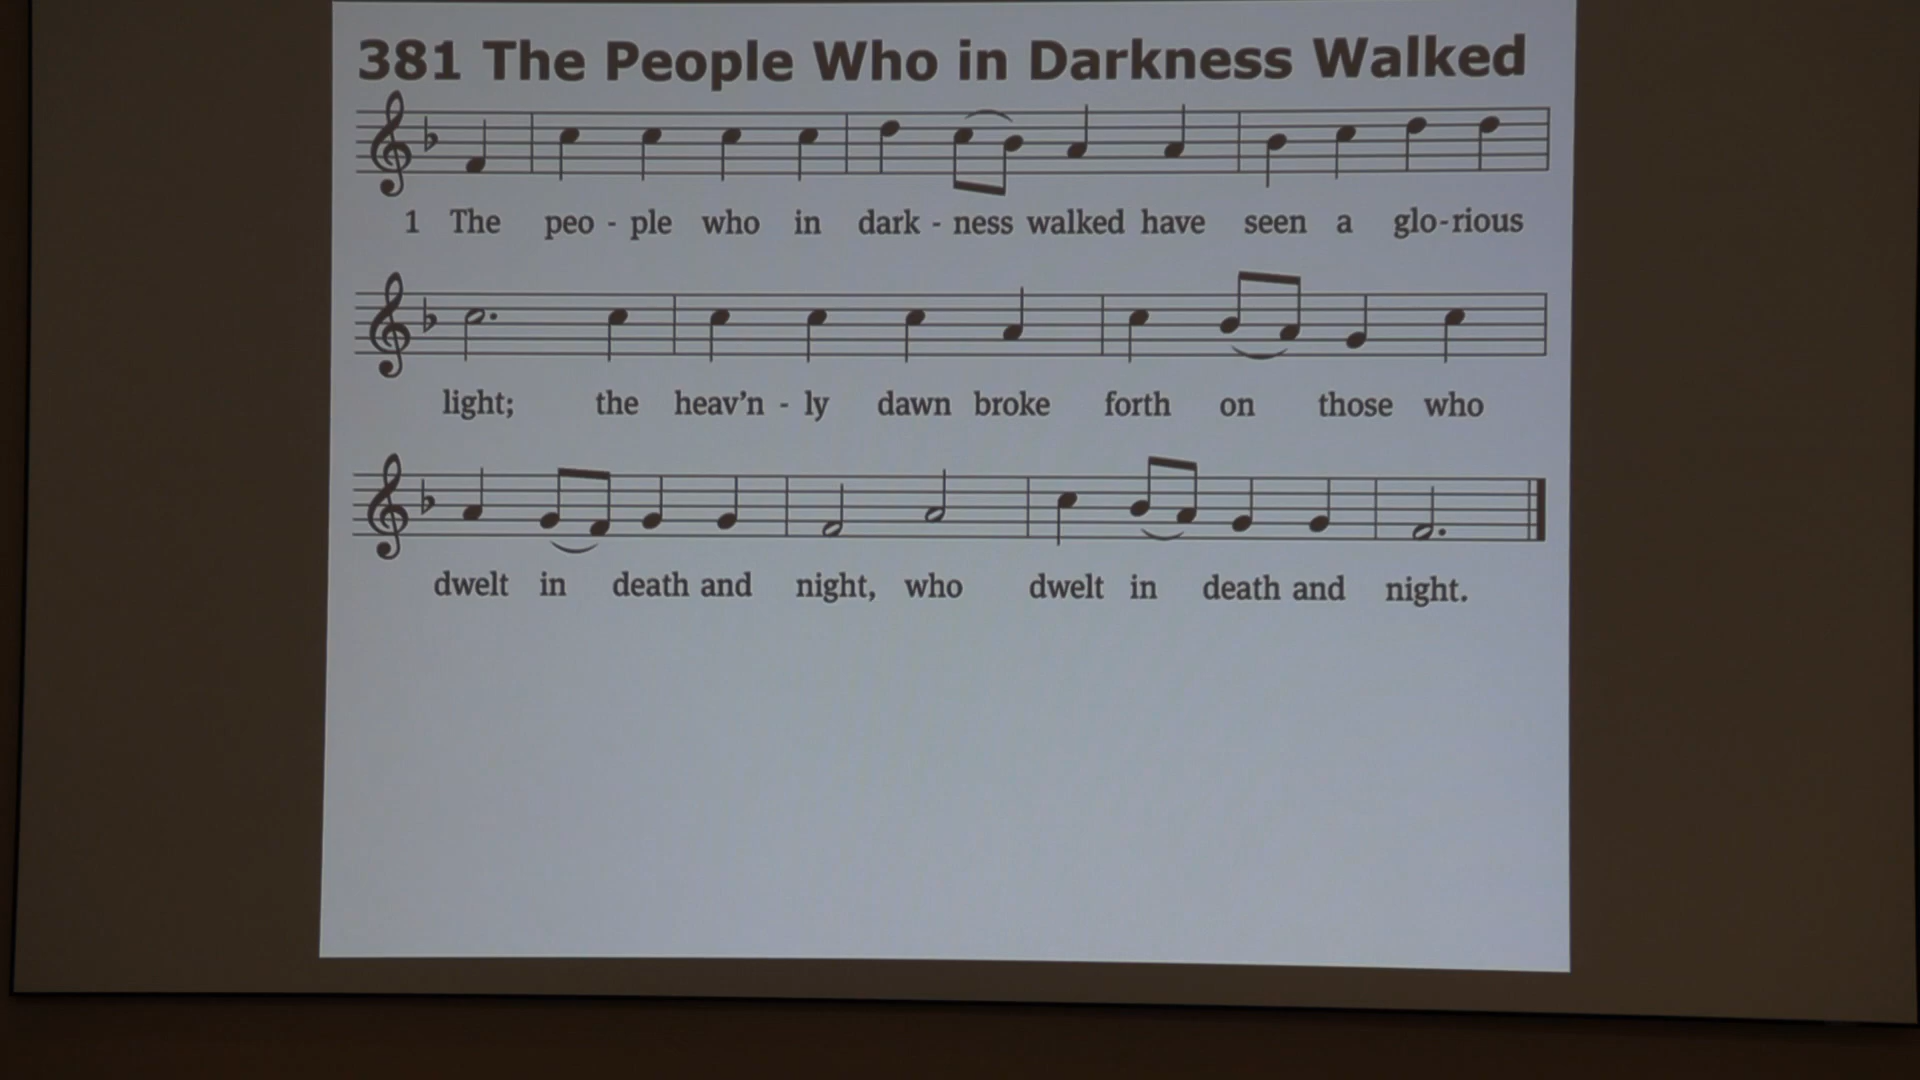 381 The People Who in Darkness Walked
1 The peo - ple who in dark - ness walked have seen a glo-rious
light; the heav’n - ly dawn broke forth on those who
dwelt in death and night, who dwelt in death and night.